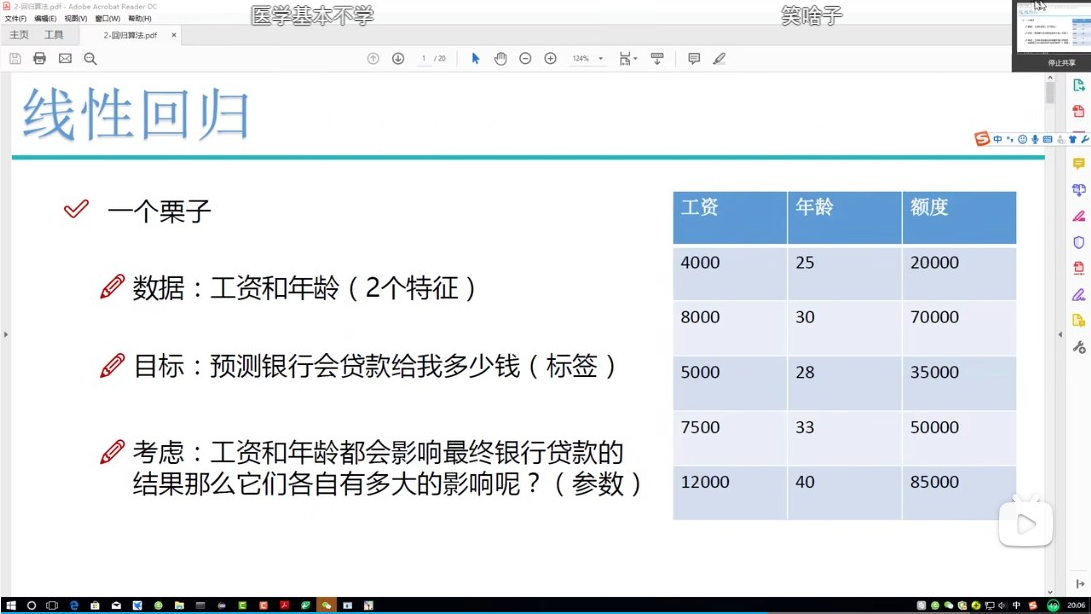 2-回归算法.pdf - Adobe Acrobat Reader DC
医学基本不学
笑啥子
文件(F) 编辑(E) 视图(V) 窗口(W) 帮助(H)
主页 工具 2-回归算法.pdf ×
1 / 20
124%
停止共享
中
线性回归
一个栗子
数据：工资和年龄（2个特征）
目标：预测银行会贷款给我多少钱（标签）
考虑：工资和年龄都会影响最终银行贷款的
结果那么它们各自有多大的影响呢？（参数）
工资 年龄 额度
4000 25 20000
8000 30 70000
5000 28 35000
7500 33 50000
12000 40 85000
中
20:06